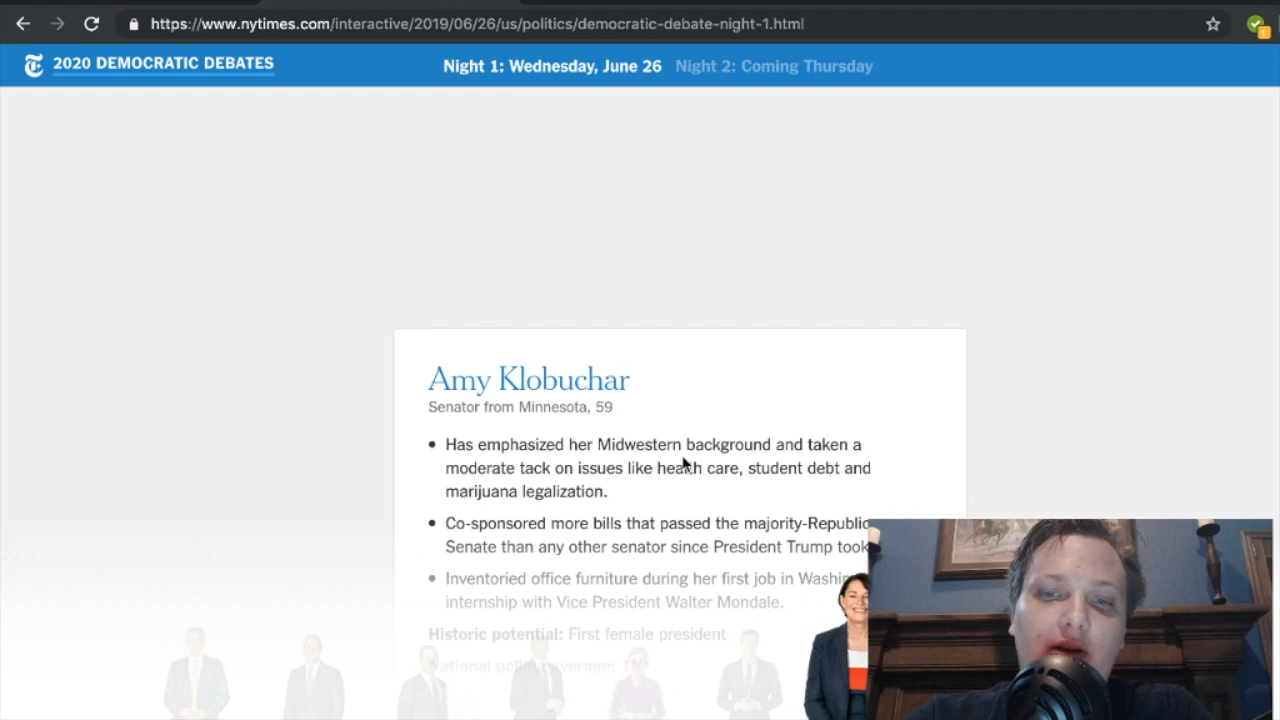 https://www.nytimes.com/interactive/2019/06/26/us/politics/democratic-debate-night-1.html
2020 DEMOCRATIC DEBATES
Night 1: Wednesday, June 26 Night 2: Coming Thursday
Amy Klobuchar
Senator from Minnesota, 59
• Has emphasized her Midwestern background and taken a
moderate tack on issues like health care, student debt and
marijuana legalization.
• Co-sponsored more bills that passed the majority-Republic
Senate than any other senator since President Trump took
• Inventoried office furniture during her first job in Washin
internship with Vice President Walter Mondale.
Historic potential: First female president
National polling average: